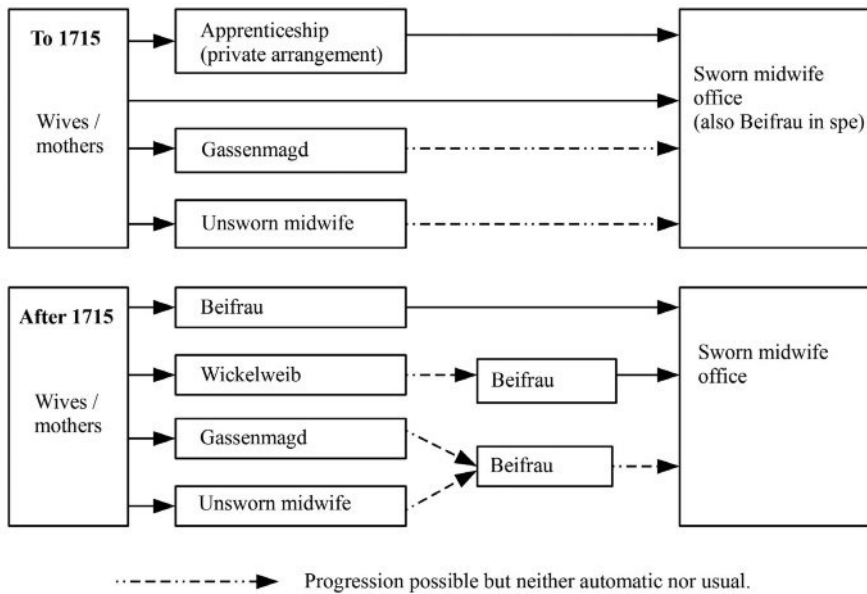 To 1715
Wives /
mothers
Apprenticeship
(private arrangement)
Gassenmagd
Unsworn midwife
Sworn midwife
office
(also Beifrau in spe)
After 1715
Wives /
mothers
Beifrau
Wickelweib
Gassenmagd
Unsworn midwife
Beifrau
Beifrau
Sworn midwife
office
Progression possible but neither automatic nor usual.